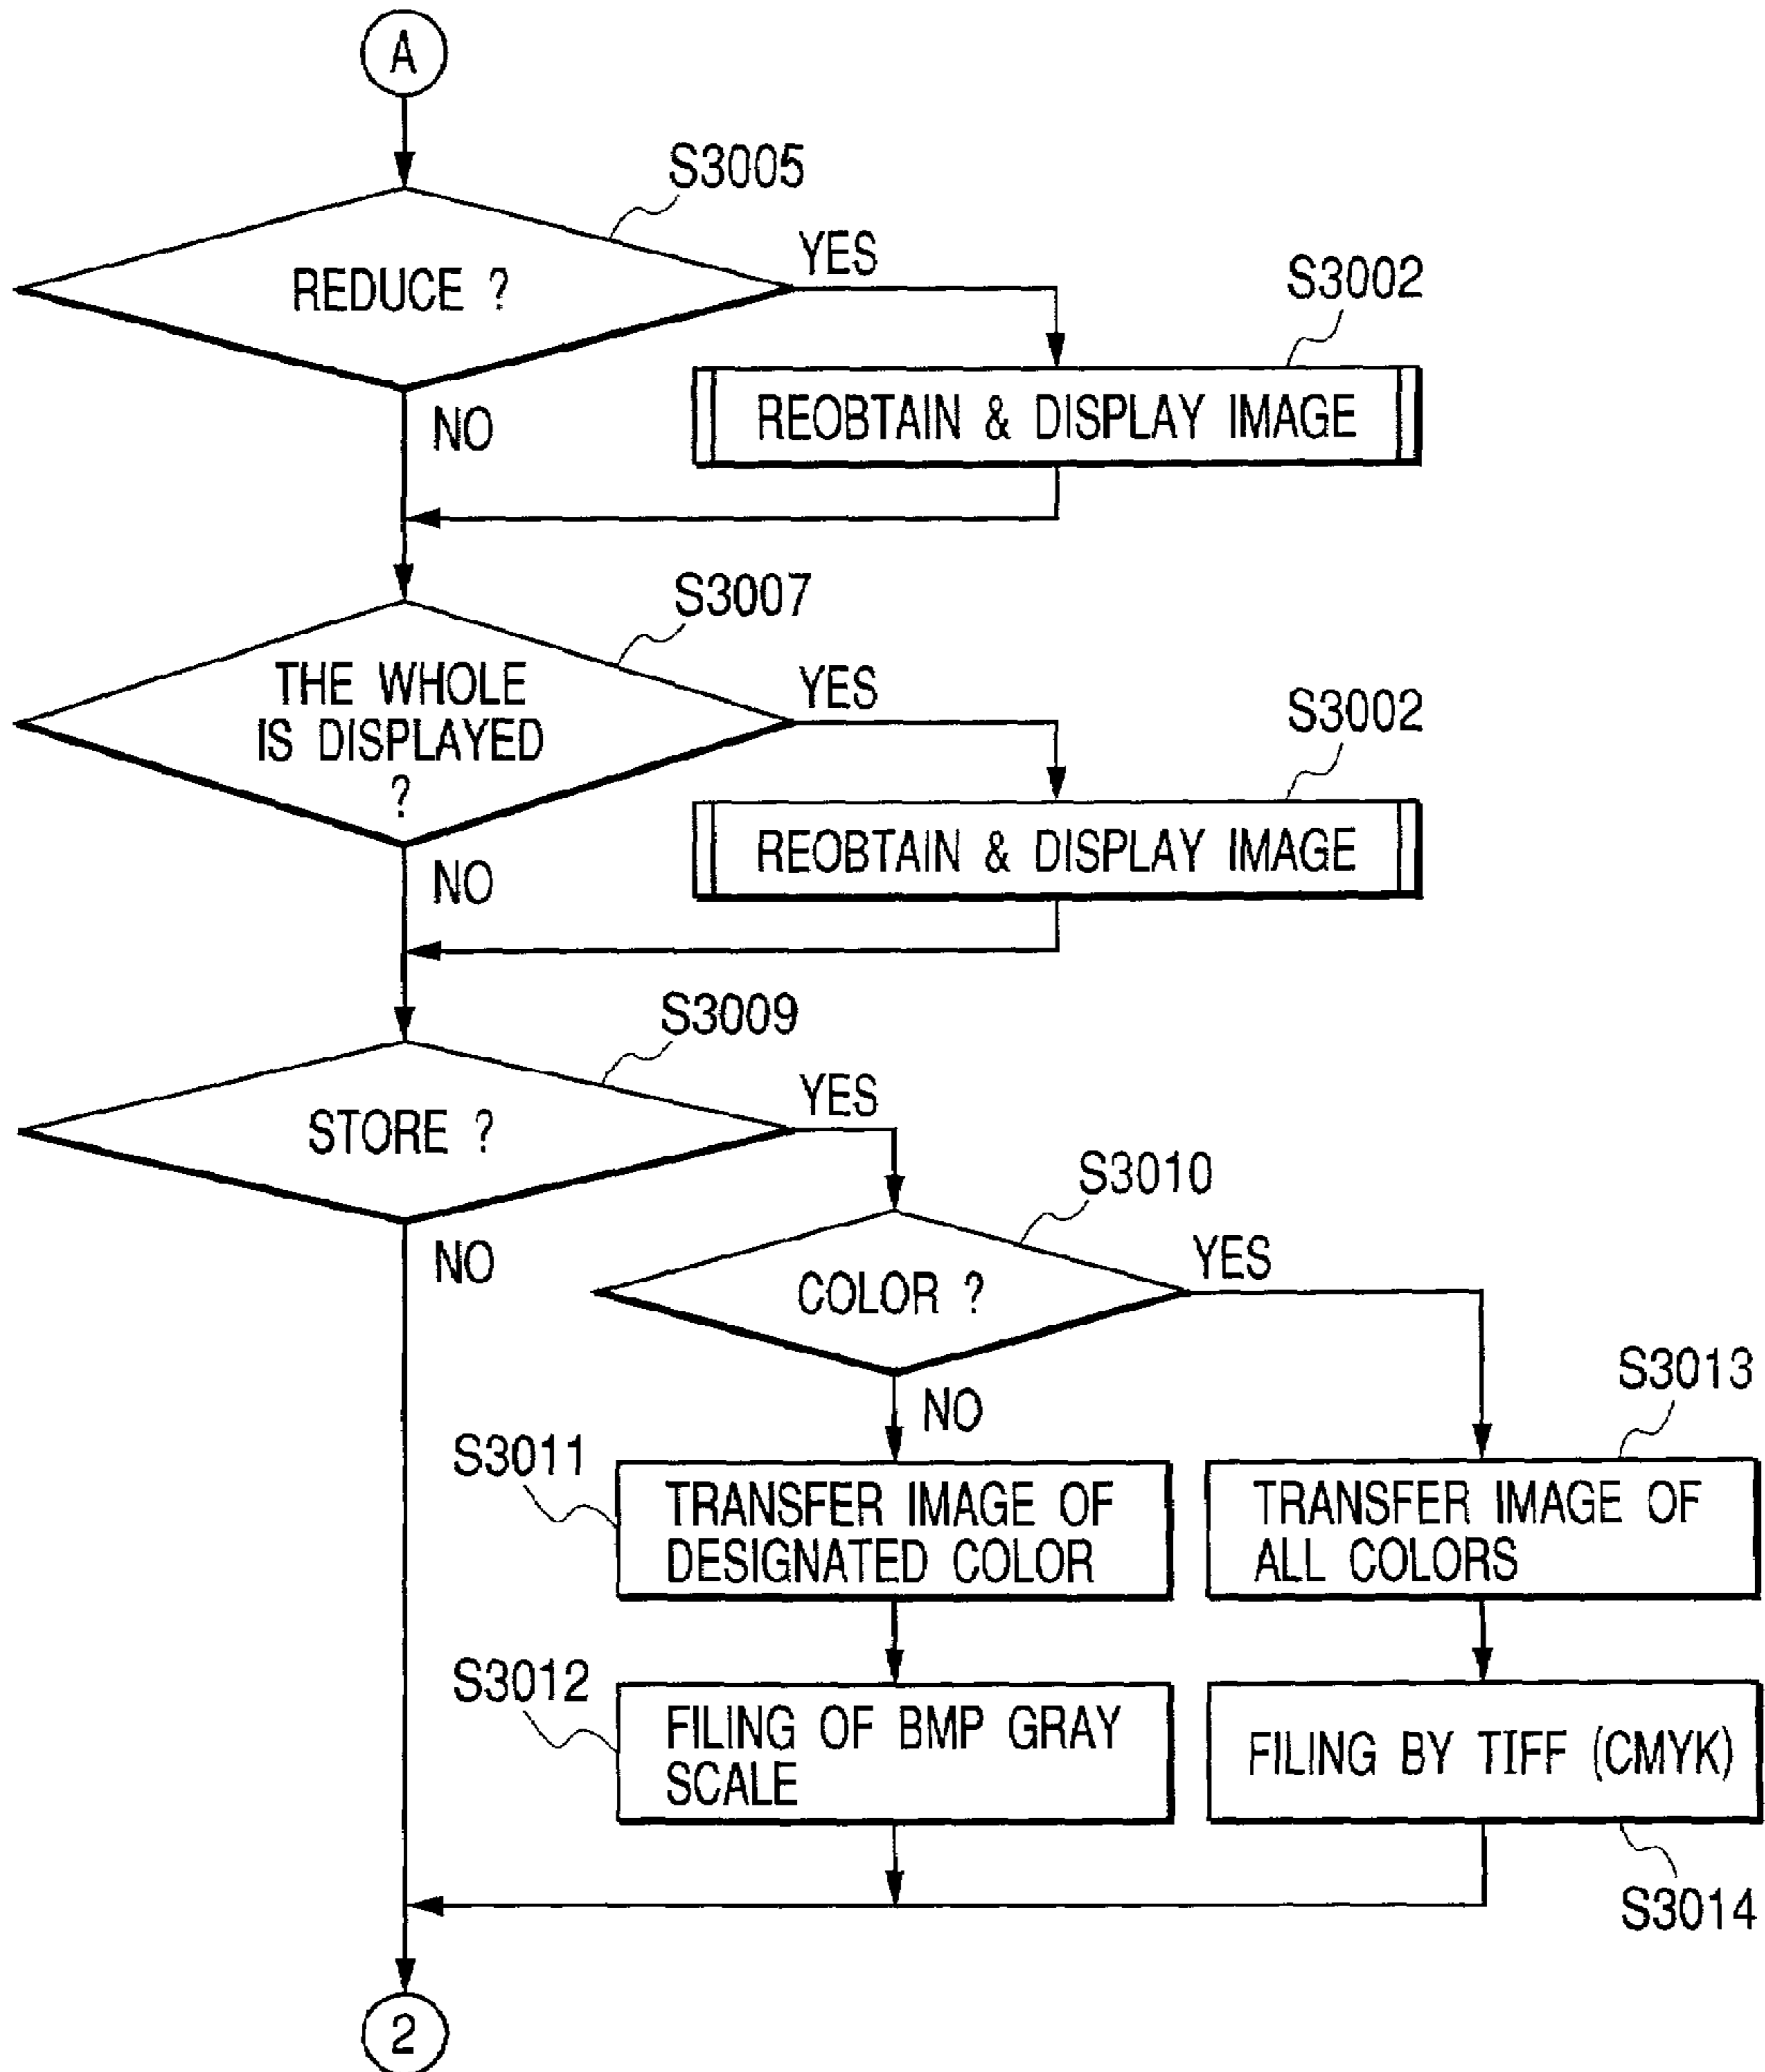 A
S3005
REDUCE ?
YES
S3002
REOBTAIN & DISPLAY IMAGE
NO
S3007
THE WHOLE
IS DISPLAYED
?
YES
S3002
REOBTAIN & DISPLAY IMAGE
NO
S3009
STORE ?
YES
S3010
NO
COLOR ?
YES
S3013
NO
S3011
TRANSFER IMAGE OF
DESIGNATED COLOR
TRANSFER IMAGE OF
ALL COLORS
S3012
FILING OF BMP GRAY
SCALE
FILING BY TIFF (CMYK)
S3014
2